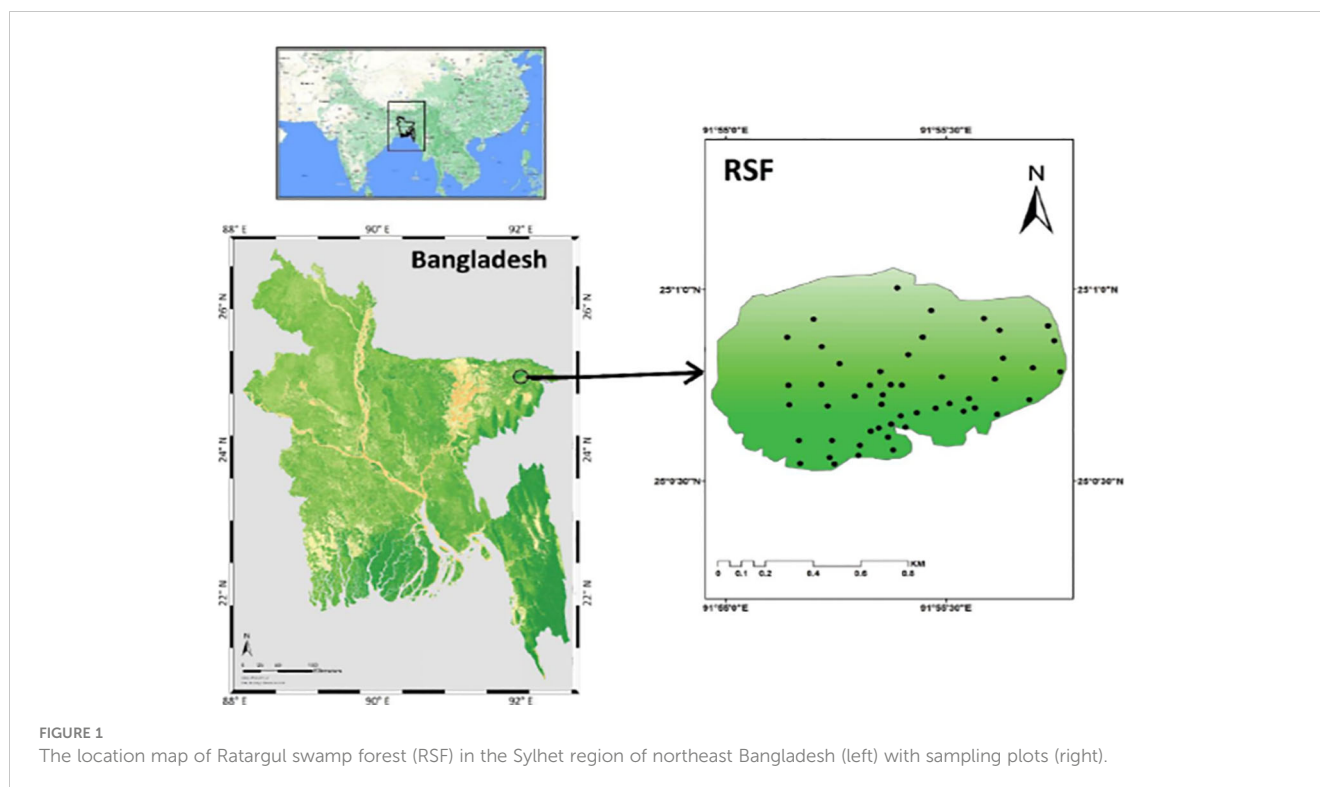 88° E
90° E
92° E
Bangladesh
26° N
26° N
24° N
24° N
22° N
22° N
N
88° E
90° E
92° E
91°55'0"E
91°55'30"E
RSF
N
25°1'0"N
25°1'0"N
25°0'30"N
25°0'30"N
KM
0 0.1 0.2 0.4 0.6 0.8
91°55'0"E
91°55'30"E
FIGURE 1
The location map of Ratargul swamp forest (RSF) in the Sylhet region of northeast Bangladesh (left) with sampling plots (right).